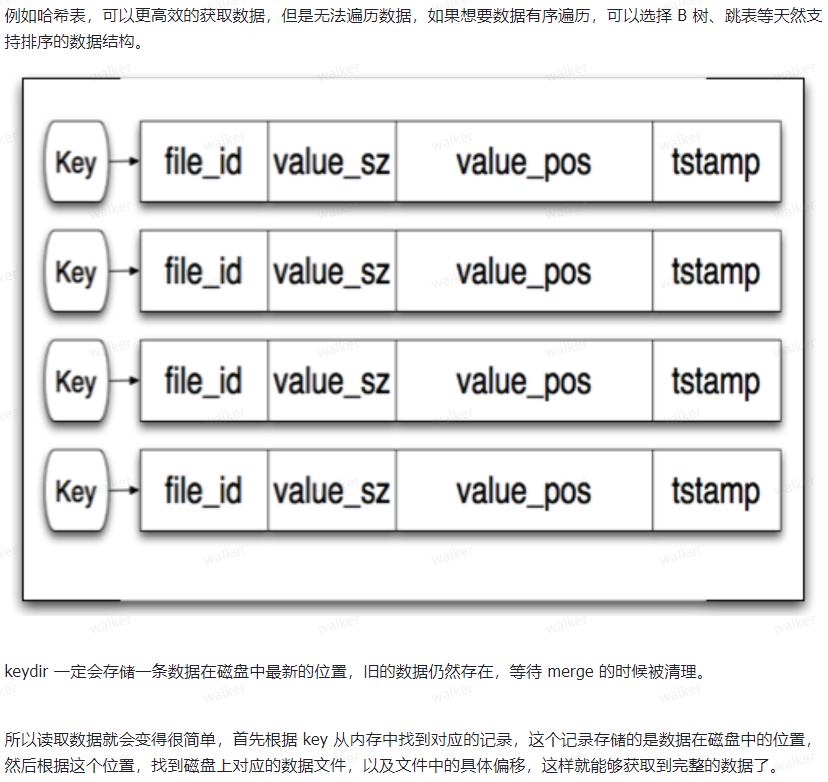 例如哈希表，可以更高效的获取数据，但是无法遍历数据，如果想要数据有序遍历，可以选择 B 树、跳表等天然支
持排序的数据结构。
Key file_id value_sz value_pos tstamp
Key file_id value_sz value_pos tstamp
Key file_id value_sz value_pos tstamp
Key file_id value_sz value_pos tstamp
keydir 一定会存储一条数据在磁盘中最新的位置，旧的数据仍然存在，等待 merge 的时候被清理。
所以读取数据就会变得很简单，首先根据 key 从内存中找到对应的记录，这个记录存储的是数据在磁盘中的位置，
然后根据这个位置，找到磁盘上对应的数据文件，以及文件中的具体偏移，这样就能够获取到完整的数据了。
walker